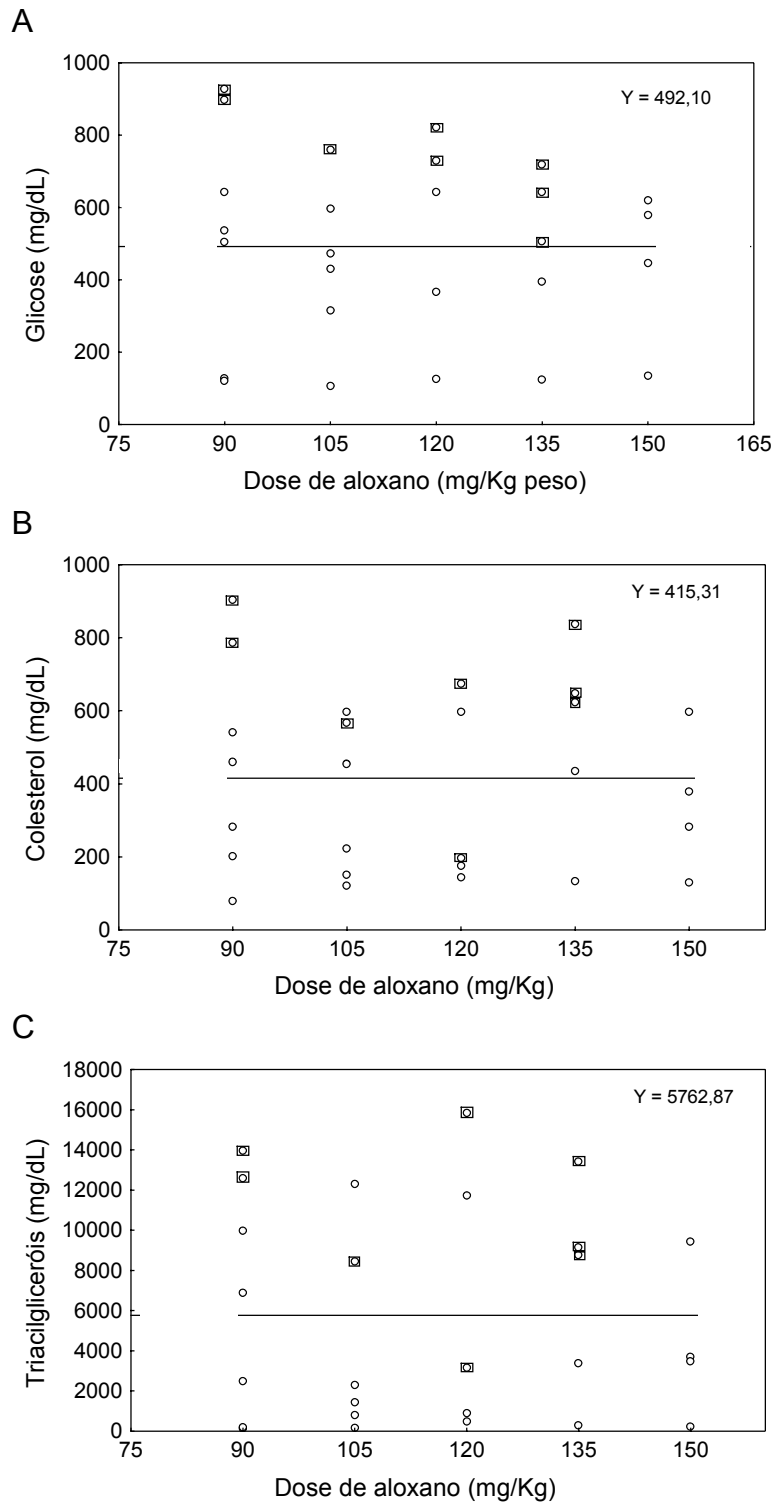 A
1000
800
600
400
200
0
Glicose (mg/dL)
Y = 492,10
75 90 105 120 135 150 165
Dose de aloxano (mg/Kg peso)
B
1000
800
600
400
200
0
Colesterol (mg/dL)
Y = 415,31
75 90 105 120 135 150
Dose de aloxano (mg/Kg)
C
18000
16000
14000
12000
10000
8000
6000
4000
2000
0
Triacilgliceróis (mg/dL)
Y = 5762,87
75 90 105 120 135 150
Dose de aloxano (mg/Kg)